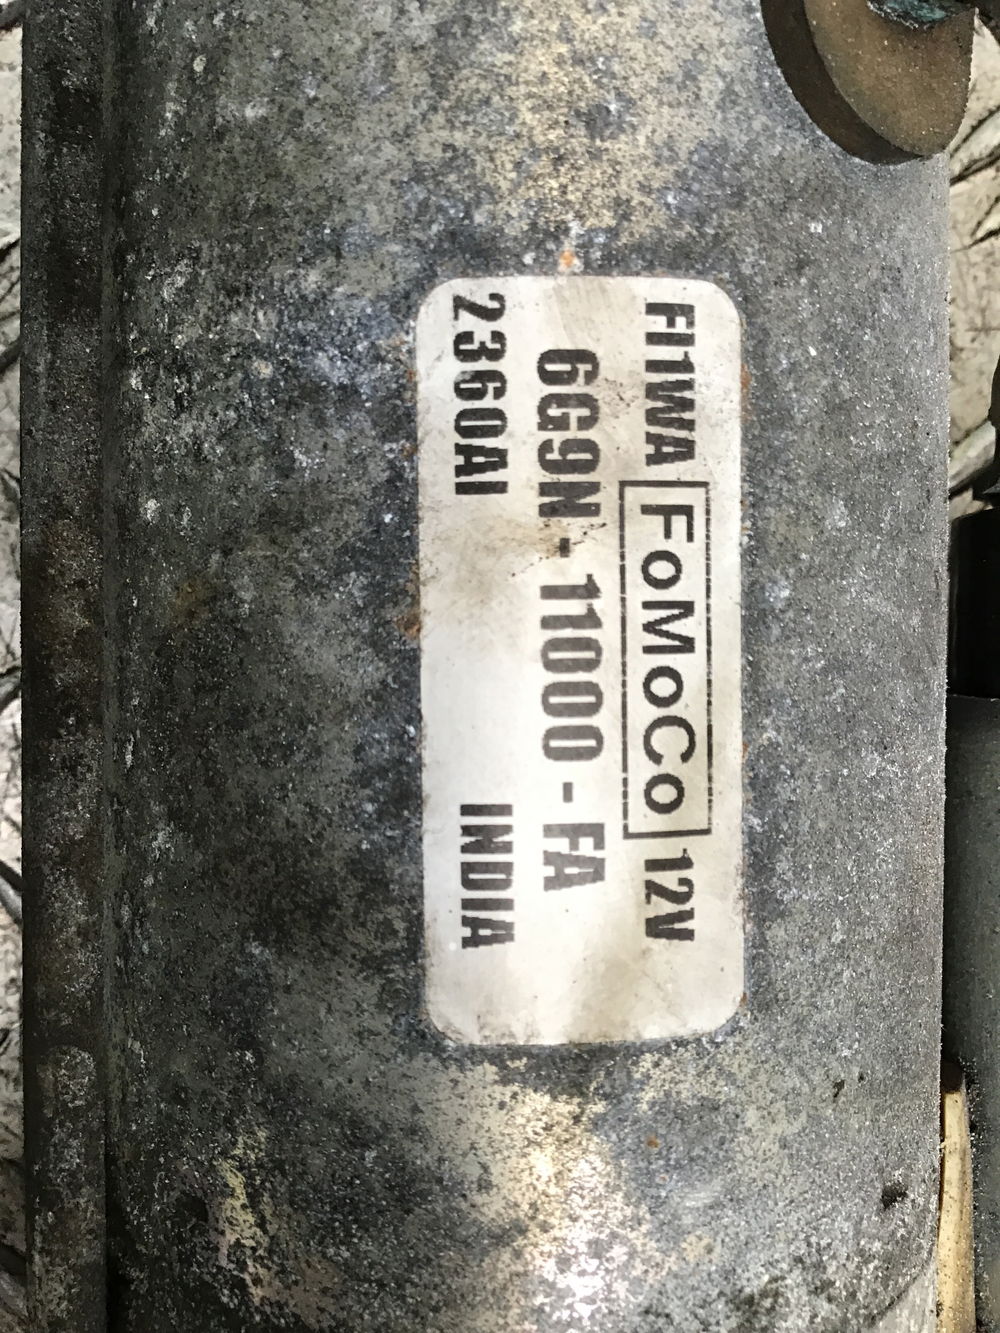 FI1WA FoMoCo 12V
6G9N - 11000 - FA
2360AI INDIA